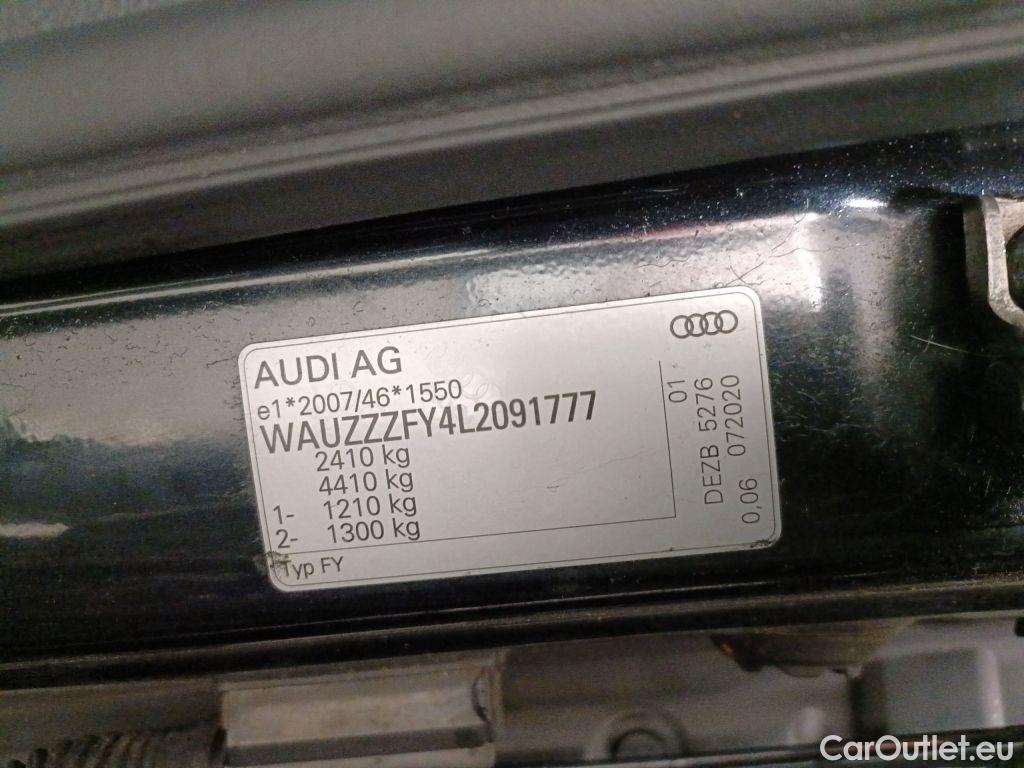 AUDI AG
e1*2007/46*1550
WAUZZZFY4L2091777
2410 kg
4410 kg
1- 1210 kg
2- 1300 kg
Typ FY
01
DEZB 5276
0,06 072020
CarOutlet.eu